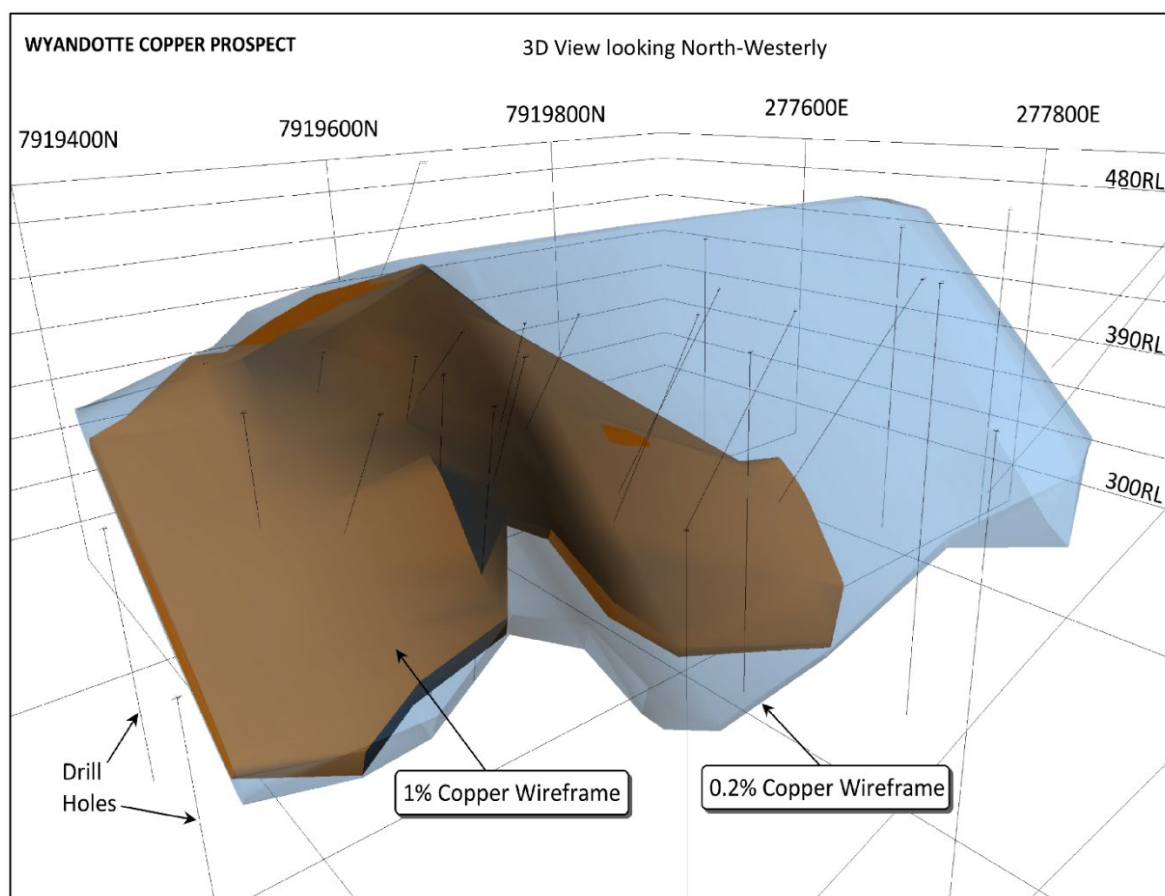 WYANDOTTE COPPER PROSPECT
3D View looking North-Westerly
7919400N
7919600N
7919800N
277600E
277800E
480RL
390RL
300RL
Drill
Holes
1% Copper Wireframe
0.2% Copper Wireframe